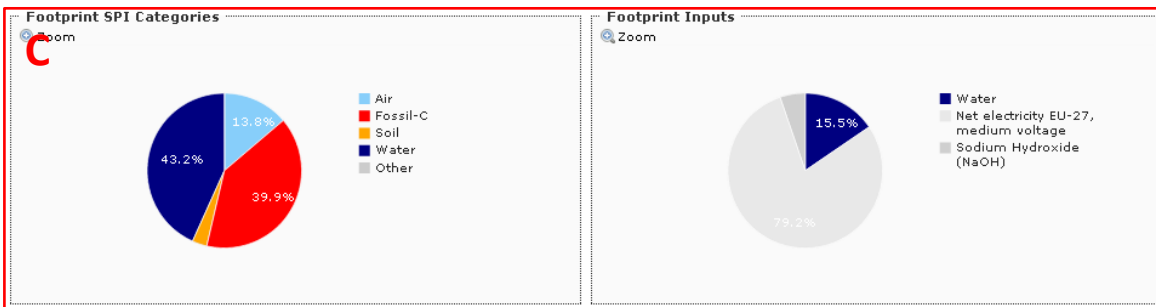 Footprint SPI Categories
Zoom
C
13.8%
43.2%
39.9%
Air
Fossil-C
Soil
Water
Other
Footprint Inputs
Zoom
15.5%
79.2%
Water
Net electricity EU-27,
medium voltage
Sodium Hydroxide
(NaOH)